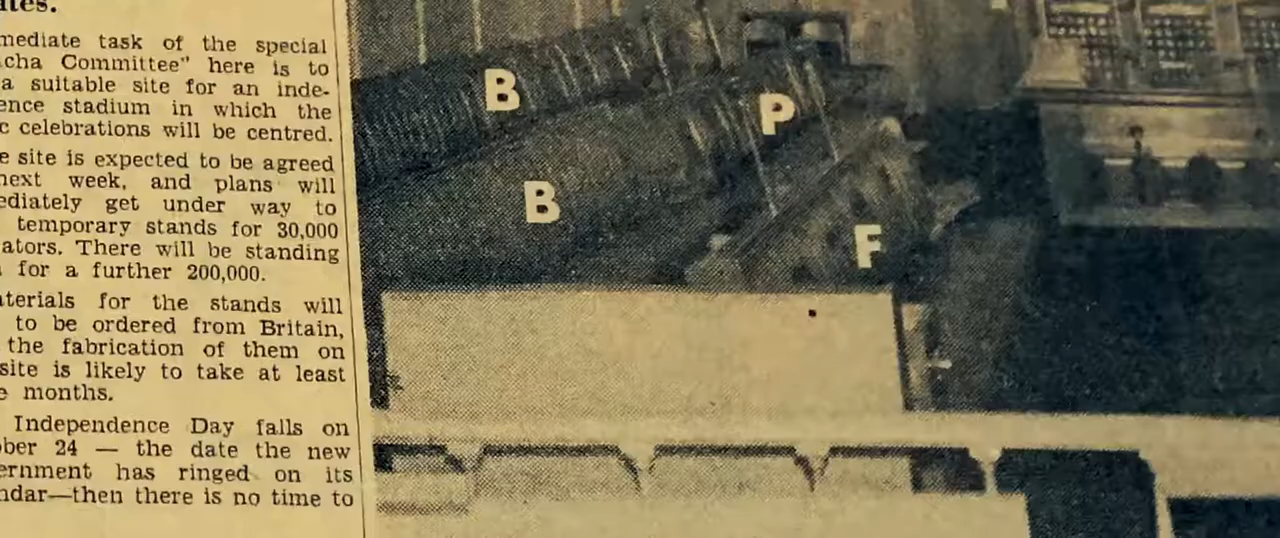 mediate task of the special
cha Committee" here is to
a suitable site for an inde-
ence stadium in which the
c celebrations will be centred.
e site is expected to be agreed
next week, and plans will
ediately get under way to
temporary stands for 30,000
ators. There will be standing
for a further 200,000.
aterials for the stands will
to be ordered from Britain,
the fabrication of them on
site is likely to take at least
e months.
Independence Day falls on
ber 24 — the date the new
ernment has ringed on its
ndar—then there is no time to
B
P
B
F